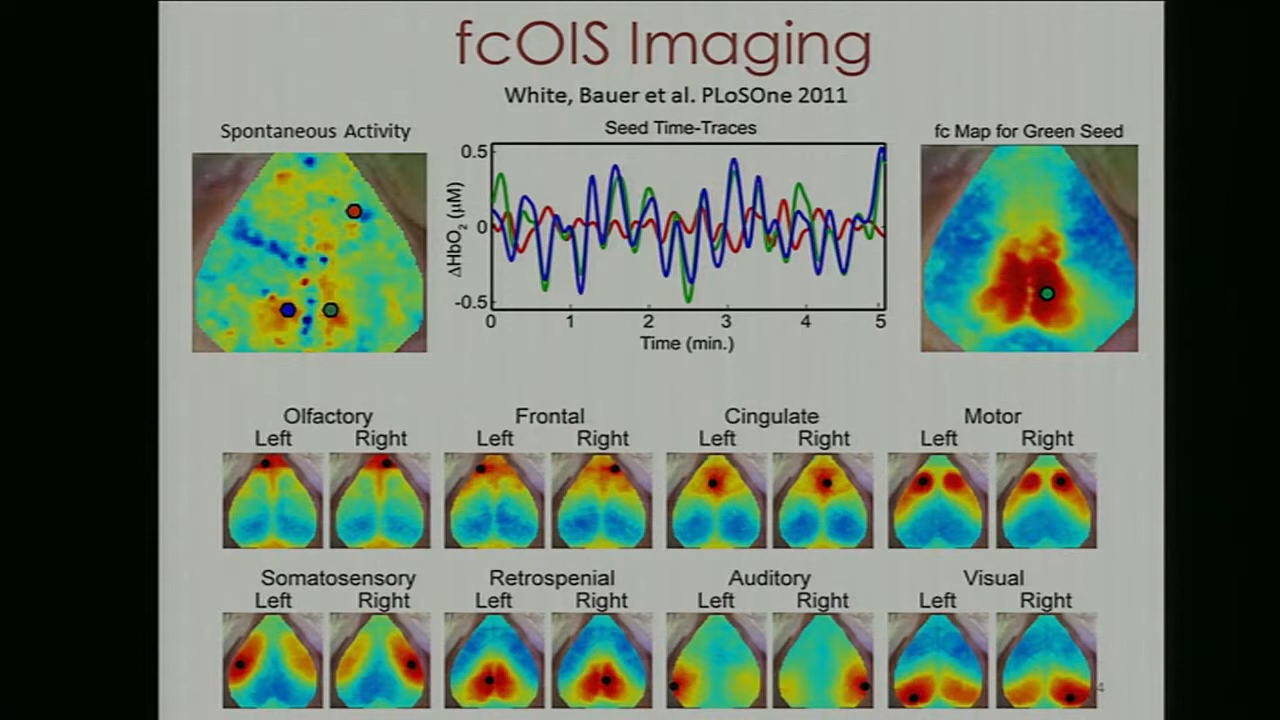 fcOIS Imaging
White, Bauer et al. PLoSOne 2011
Spontaneous Activity
Seed Time-Traces
fc Map for Green Seed
ΔHbO2 (μM)
0.5
0
-0.5
0 1 2 3 4 5
Time (min.)
Olfactory Frontal Cingulate Motor
Left Right Left Right Left Right Left Right
Somatosensory Retrospenial Auditory Visual
Left Right Left Right Left Right Left Right
4